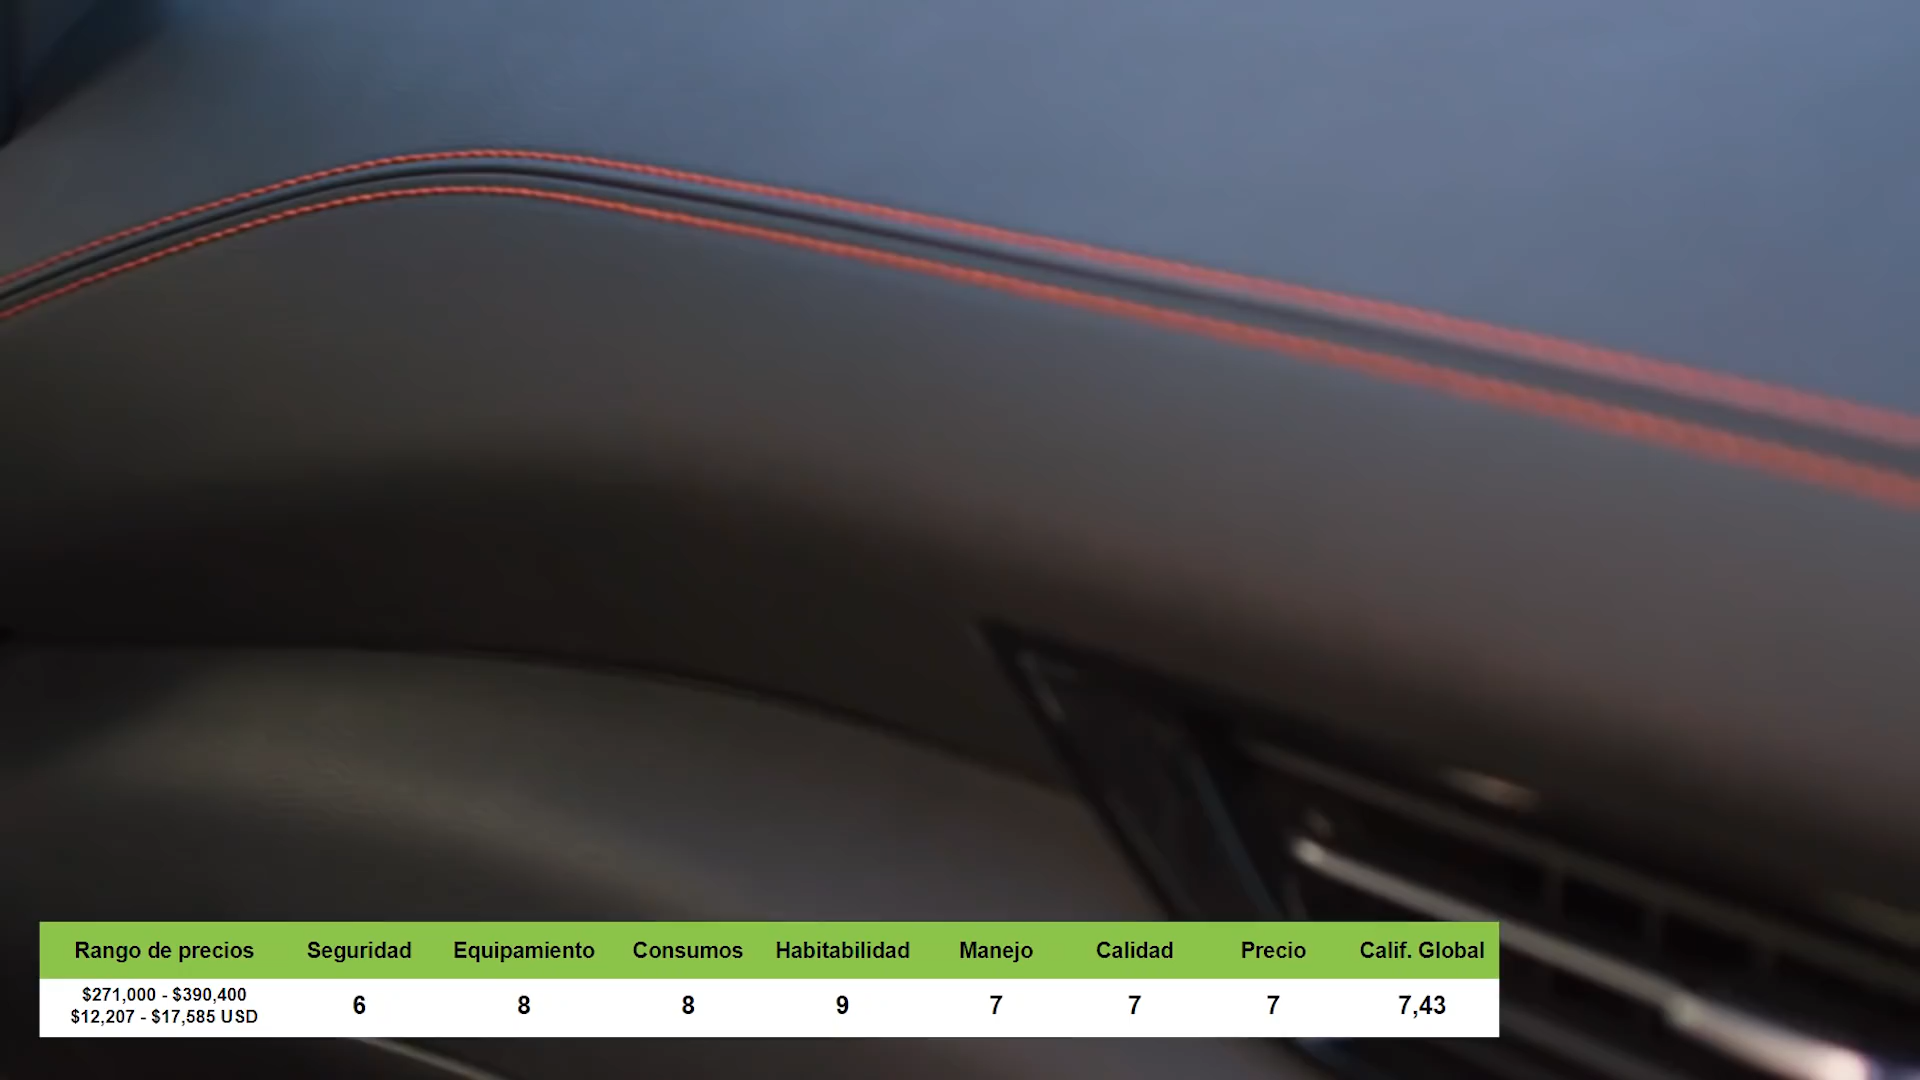 Rango de precios Seguridad Equipamiento Consumos Habitabilidad Manejo Calidad Precio Calif. Global
$271,000 - $390,400
$12,207 - $17,585 USD
6 8 8 9 7 7 7 7,43